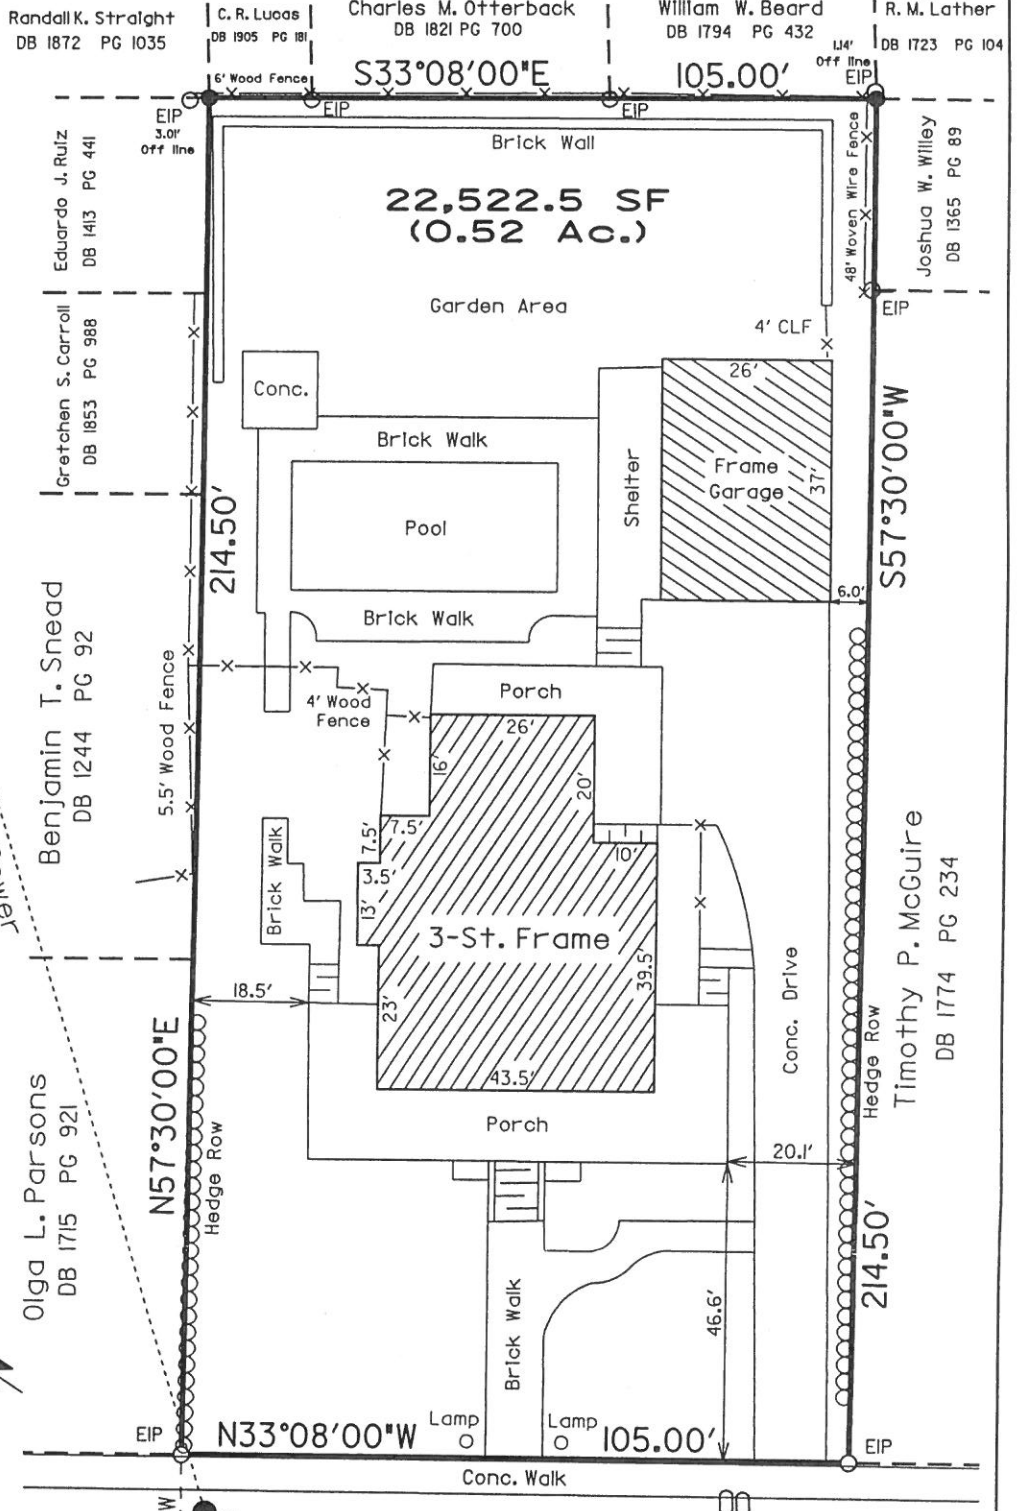 Randall K. Straight
DB 1872 PG 1035
C. R. Lucas
DB 1905 PG 181
Charles M. Otterback
DB 1821 PG 700
William W. Beard
DB 1794 PG 432
R. M. Lather
DB 1723 PG 104
1.14'
Off line
EIP
6' Wood Fence
S33°08'00"E
105.00'
EIP
3.01'
Off line
EIP
EIP
Brick Wall
22,522.5 SF
(0.52 Ac.)
Eduardo J. Ruiz
DB 1413 PG 441
48' Woven Wire Fence
Joshua W. Willey
DB 1365 PG 89
EIP
Garden Area
4' CLF
Gretchen S. Carroll
DB 1853 PG 988
Conc.
26'
Brick Walk
Shelter
Frame
Garage
37'
S57°30'00"W
214.50'
Pool
6.0'
Brick Walk
Benjamin T. Snead
DB 1244 PG 92
5.5' Wood Fence
4' Wood
Fence
Porch
26'
16'
20'
7.5'
7.5'
10'
3.5'
13'
Brick Walk
3-St. Frame
39.5'
23'
43.5'
18.5'
Conc. Drive
Timothy P. McGuire
DB 1774 PG 234
Hedge Row
N57°30'00"E
Olga L. Parsons
DB 1715 PG 921
Hedge Row
Porch
20.1'
214.50'
46.6'
Brick Walk
EIP
N33°08'00"W
Lamp
Lamp
105.00'
EIP
Conc. Walk
W